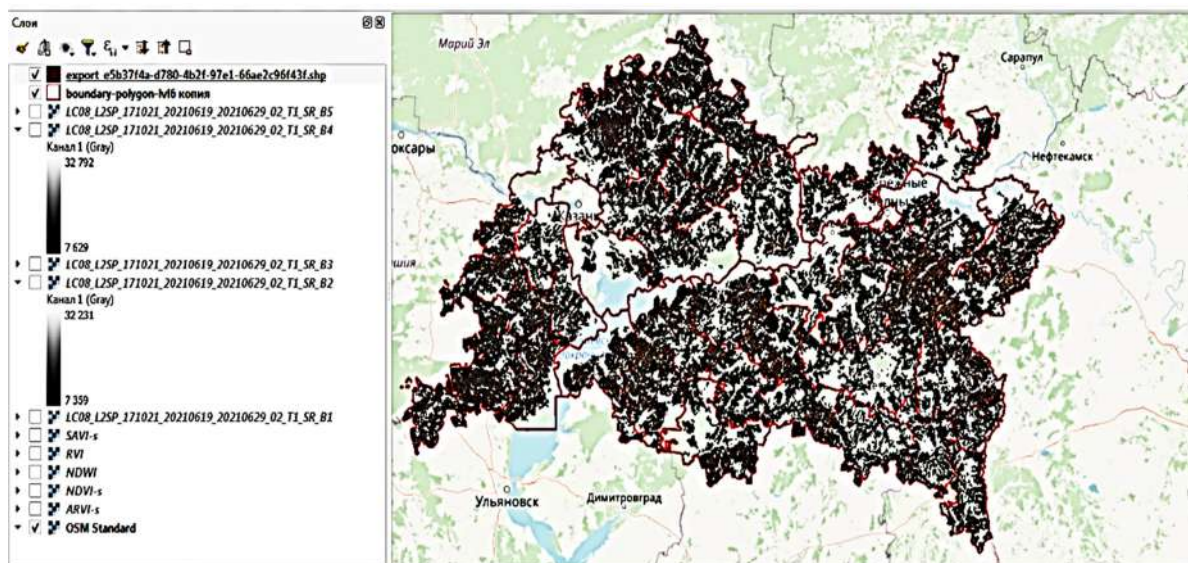 Слои
export_e5b37f4a-d780-4b2f-97e1-66ae2c96f43f.shp
boundary-polygon-lvl6 копия
LC08_L2SP_171021_20210619_20210629_02_T1_SR_B5
LC08_L2SP_171021_20210619_20210629_02_T1_SR_B4
Канал 1 (Gray)
32 792
7 629
LC08_L2SP_171021_20210619_20210629_02_T1_SR_B3
LC08_L2SP_171021_20210619_20210629_02_T1_SR_B2
Канал 1 (Gray)
32 231
7 359
LC08_L2SP_171021_20210619_20210629_02_T1_SR_B1
SAVI-s
RVI
NDWI
NDVI-s
ARVI-s
OSM Standard
Марий Эл
Сарапул
оксары
Нефтекамск
Ульяновск
Димитровград